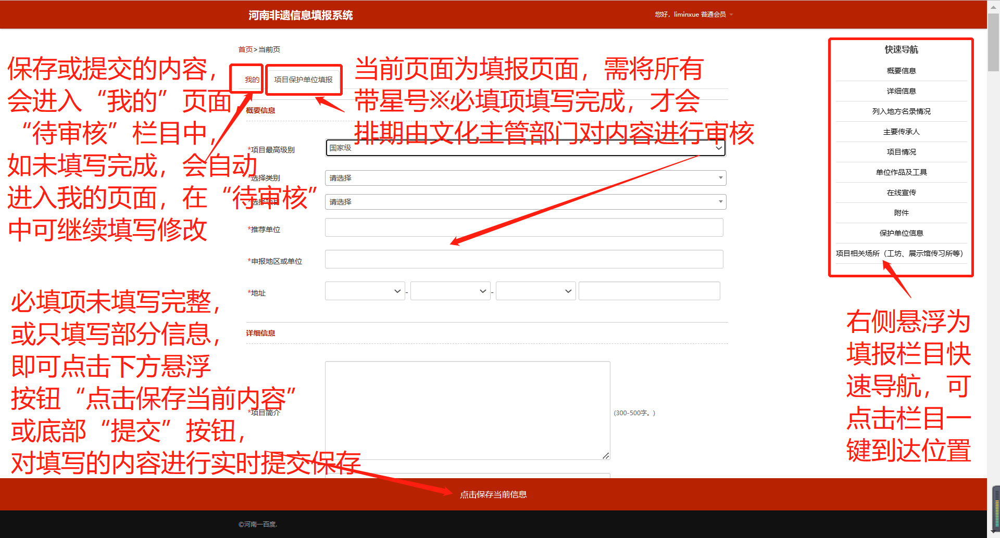 河南非遗信息填报系统
您好，liminxue 普通会员
首页>当前页
我的
项目保护单位填报
保存或提交的内容，
会进入“我的”页面
“待审核”栏目中，
如未填写完成，会自动
进入我的页面，在“待审核”
中可继续填写修改
当前页面为填报页面，需将所有
带星号※必填项填写完成，才会
排期由文化主管部门对内容进行审核
概要信息
*项目最高级别
国家级
*选择类别
请选择
*选择项目
请选择
*推荐单位
*申报地区或单位
*地址
-
-
详细信息
*项目简介
(300-500字。)
必填项未填写完整，
或只填写部分信息，
即可点击下方悬浮
按钮“点击保存当前内容”
或底部“提交”按钮，
对填写的内容进行实时提交保存
快速导航
概要信息
详细信息
列入地方名录情况
主要传承人
项目情况
单位作品及工具
在线宣传
附件
保护单位信息
项目相关场所（工坊、展示馆传习所等）
右侧悬浮为
填报栏目快
速导航，可
点击栏目一
键到达位置
点击保存当前信息
©河南一百度.